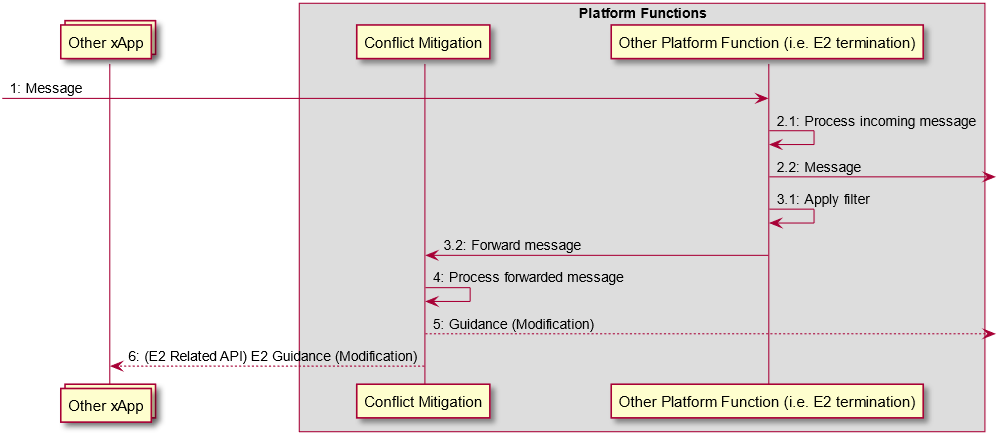 Platform Functions
Other xApp
Conflict Mitigation
Other Platform Function (i.e. E2 termination)
1: Message
2.1: Process incoming message
2.2: Message
3.1: Apply filter
3.2: Forward message
4: Process forwarded message
5: Guidance (Modification)
6: (E2 Related API) E2 Guidance (Modification)
Other xApp
Conflict Mitigation
Other Platform Function (i.e. E2 termination)